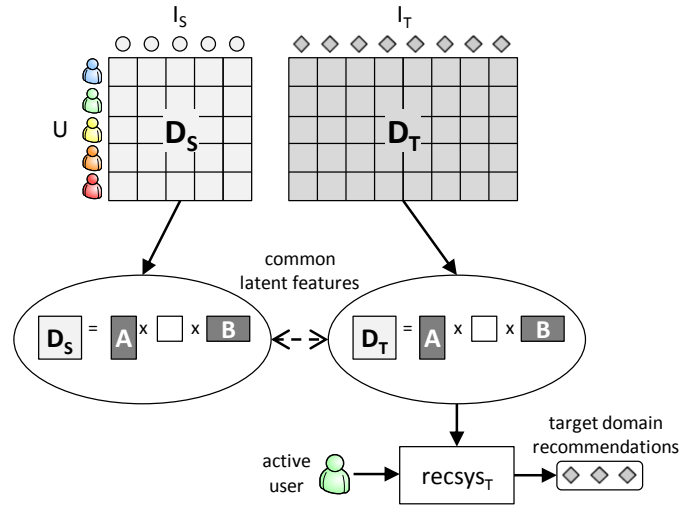 I_S
I_T
U
D_S
D_T
common
latent features
D_S = A x x B
D_T = A x x B
target domain
recommendations
active
user
recsys_T